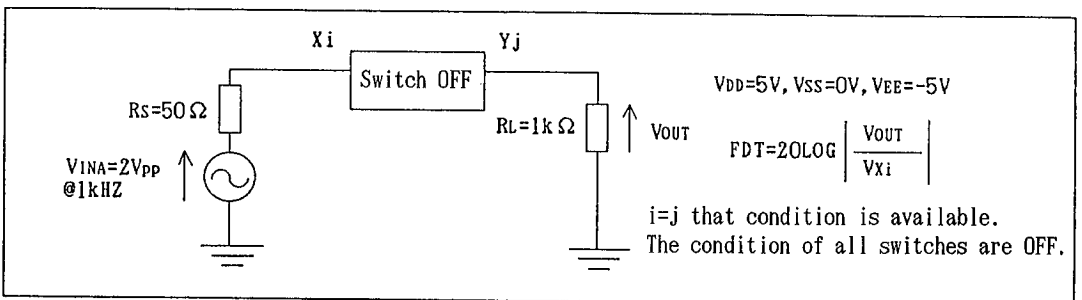 Xi
Yj
Switch OFF
RS=50Ω
RL=1kΩ
VOUT
VINA=2VPP
@1kHZ
VDD=5V, VSS=0V, VEE=-5V
FDT=20LOG | VOUT / VXi |
i=j that condition is available.
The condition of all switches are OFF.